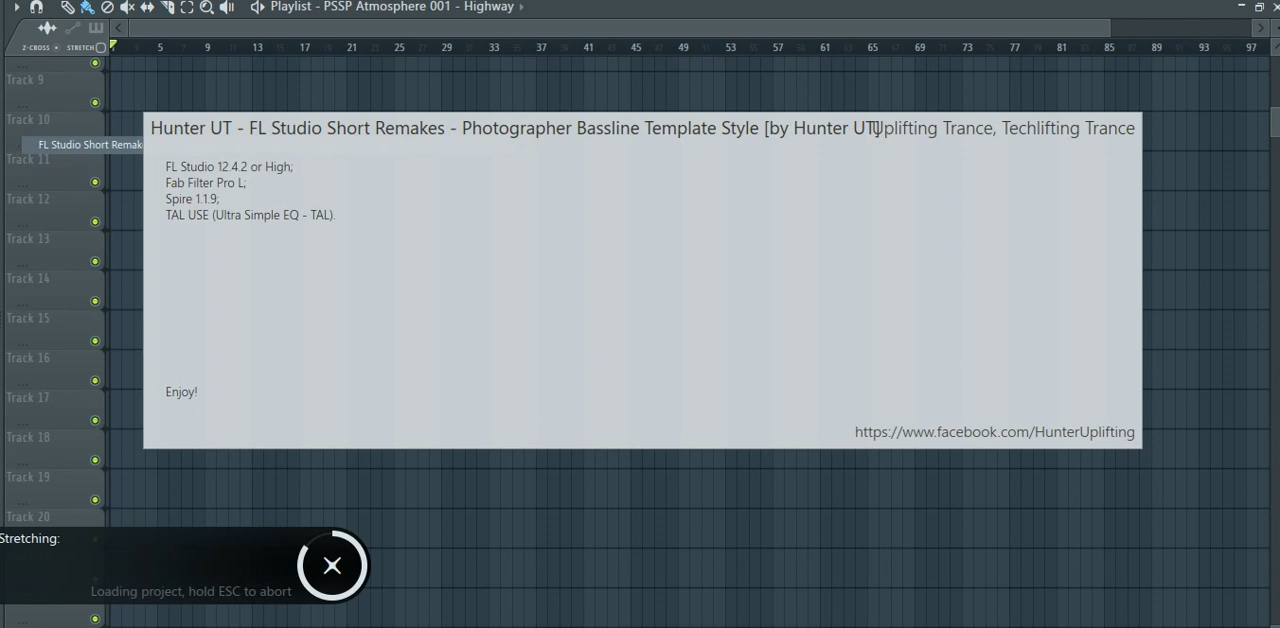 Playlist - PSSP Atmosphere 001 - Highway
Z-CROSS STRETCH
5 9 13 17 21 25 29 33 37 41 45 49 53 57 61 65 69 73 77 81 85 89 93 97
Track 9
Track 10
FL Studio Short Remak
Track 11
Track 12
Track 13
Track 14
Track 15
Track 16
Track 17
Track 18
Track 19
Track 20
Hunter UT - FL Studio Short Remakes - Photographer Bassline Template Style [by Hunter UT]
Uplifting Trance, Techlifting Trance
FL Studio 12.4.2 or High;
Fab Filter Pro L;
Spire 1.1.9;
TAL USE (Ultra Simple EQ - TAL).
Enjoy!
https://www.facebook.com/HunterUplifting
Stretching:
Loading project, hold ESC to abort